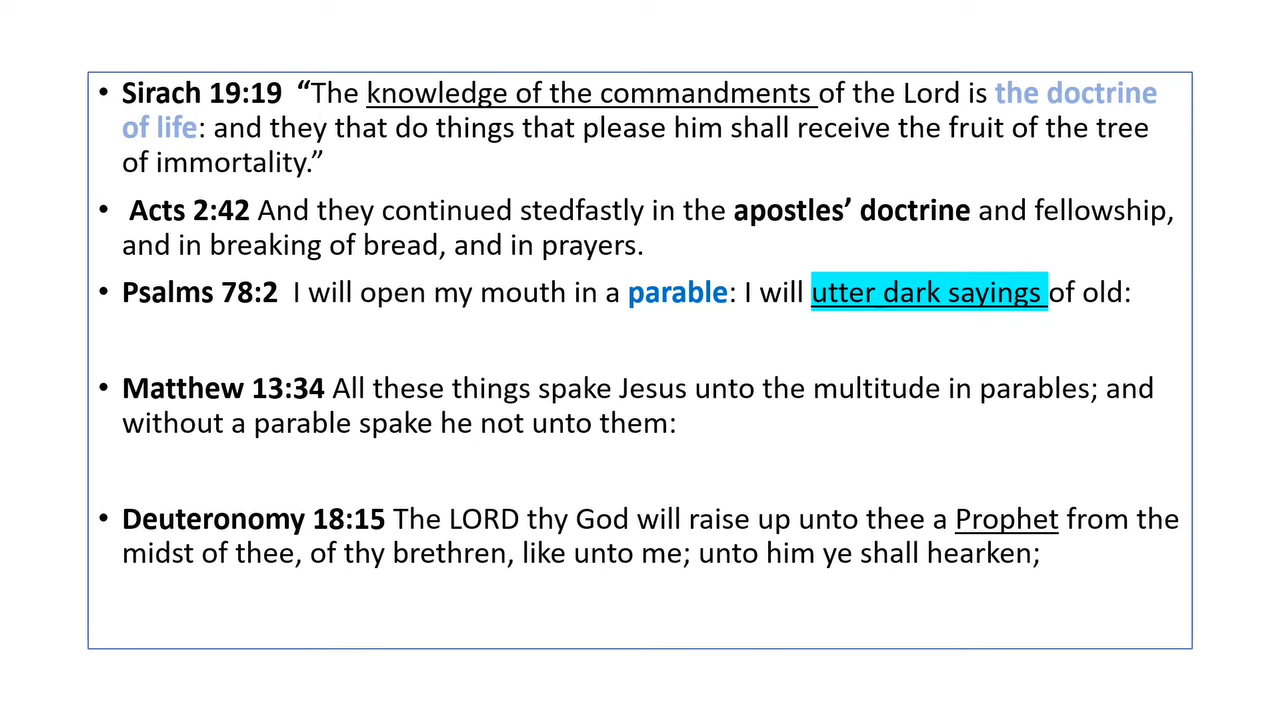 • Sirach 19:19 “The knowledge of the commandments of the Lord is the doctrine
of life: and they that do things that please him shall receive the fruit of the tree
of immortality.”
• Acts 2:42 And they continued stedfastly in the apostles’ doctrine and fellowship,
and in breaking of bread, and in prayers.
• Psalms 78:2 I will open my mouth in a parable: I will utter dark sayings of old:
• Matthew 13:34 All these things spake Jesus unto the multitude in parables; and
without a parable spake he not unto them:
• Deuteronomy 18:15 The LORD thy God will raise up unto thee a Prophet from the
midst of thee, of thy brethren, like unto me; unto him ye shall hearken;